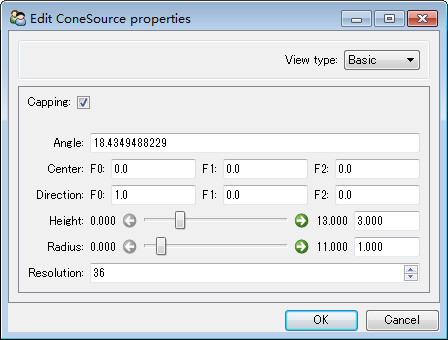 Edit ConeSource properties
View type: Basic
Capping:
Angle: 18.4349488229
Center: F0: 0.0 F1: 0.0 F2: 0.0
Direction: F0: 1.0 F1: 0.0 F2: 0.0
Height: 0.000 13.000 3.000
Radius: 0.000 11.000 1.000
Resolution: 36
OK Cancel